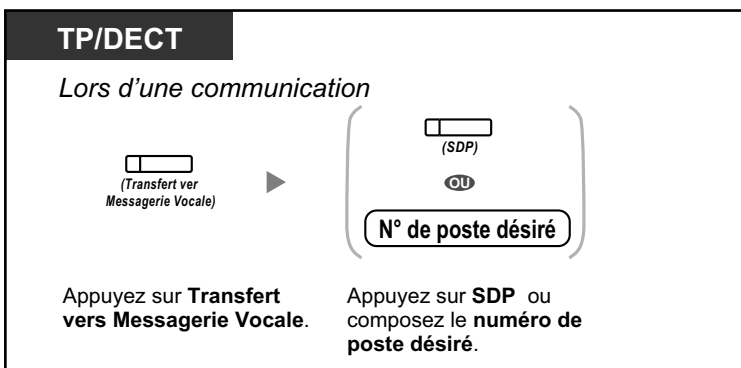 TP/DECT
Lors d'une communication
(Transfert ver
Messagerie Vocale)
(SDP)
OU
N° de poste désiré
Appuyez sur Transfert
vers Messagerie Vocale.
Appuyez sur SDP ou
composez le numéro de
poste désiré.